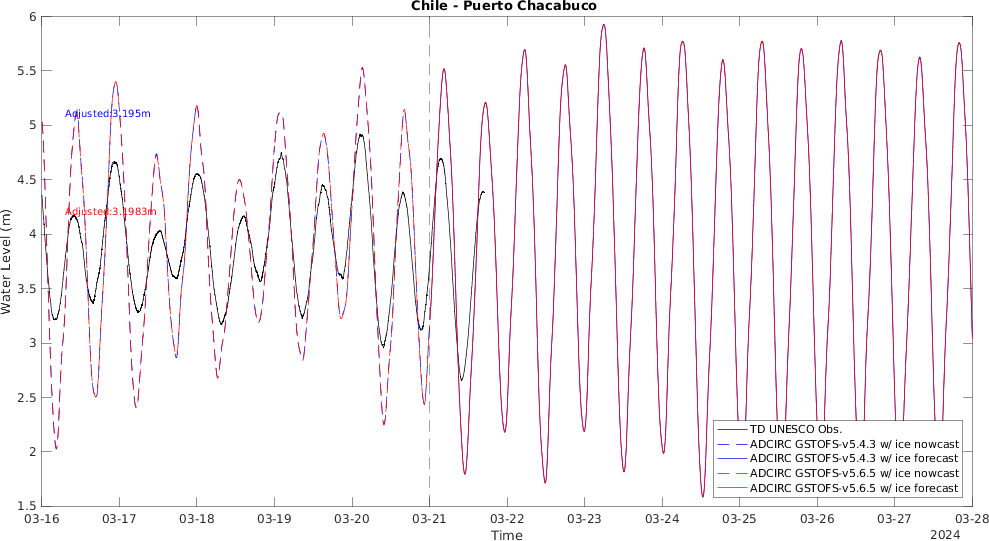 Chile - Puerto Chacabuco
6
5.5
5
4.5
4
3.5
3
2.5
2
1.5
Water Level (m)
Adjusted:3.195m
Adjusted:3.1983m
TD UNESCO Obs.
ADCIRC GSTOFS-v5.4.3 w/ ice nowcast
ADCIRC GSTOFS-v5.4.3 w/ ice forecast
ADCIRC GSTOFS-v5.6.5 w/ ice nowcast
ADCIRC GSTOFS-v5.6.5 w/ ice forecast
03-16 03-17 03-18 03-19 03-20 03-21 03-22 03-23 03-24 03-25 03-26 03-27 03-28
Time
2024